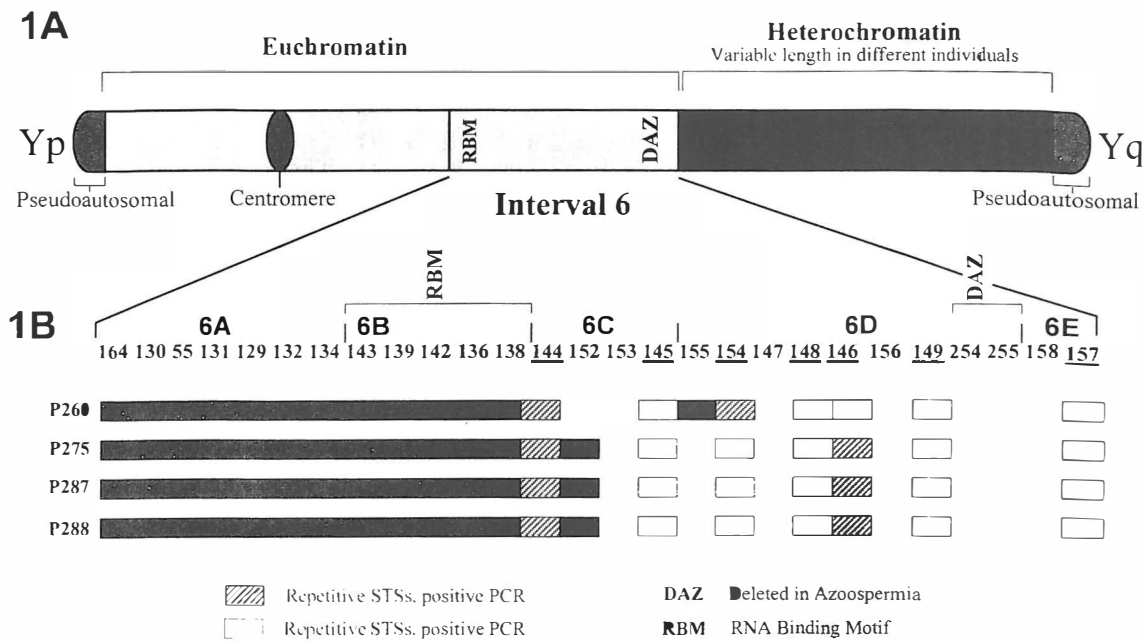 1A
Euchromatin
Heterochromatin
Variable length in different individuals
Yp
RBM
DAZ
Yq
Pseudoautosomal
Centromere
Interval 6
Pseudoautosomal
RBM
DAZ
1B
6A 6B 6C 6D 6E
164 130 55 131 129 132 134 143 139 142 136 138 144 152 153 145 155 154 147 148 146 156 149 254 255 158 157
P260
P275
P287
P288
Repetitive STSs. positive PCR
DAZ Deleted in Azoospermia
Repetitive STSs. positive PCR
RBM RNA Binding Motif